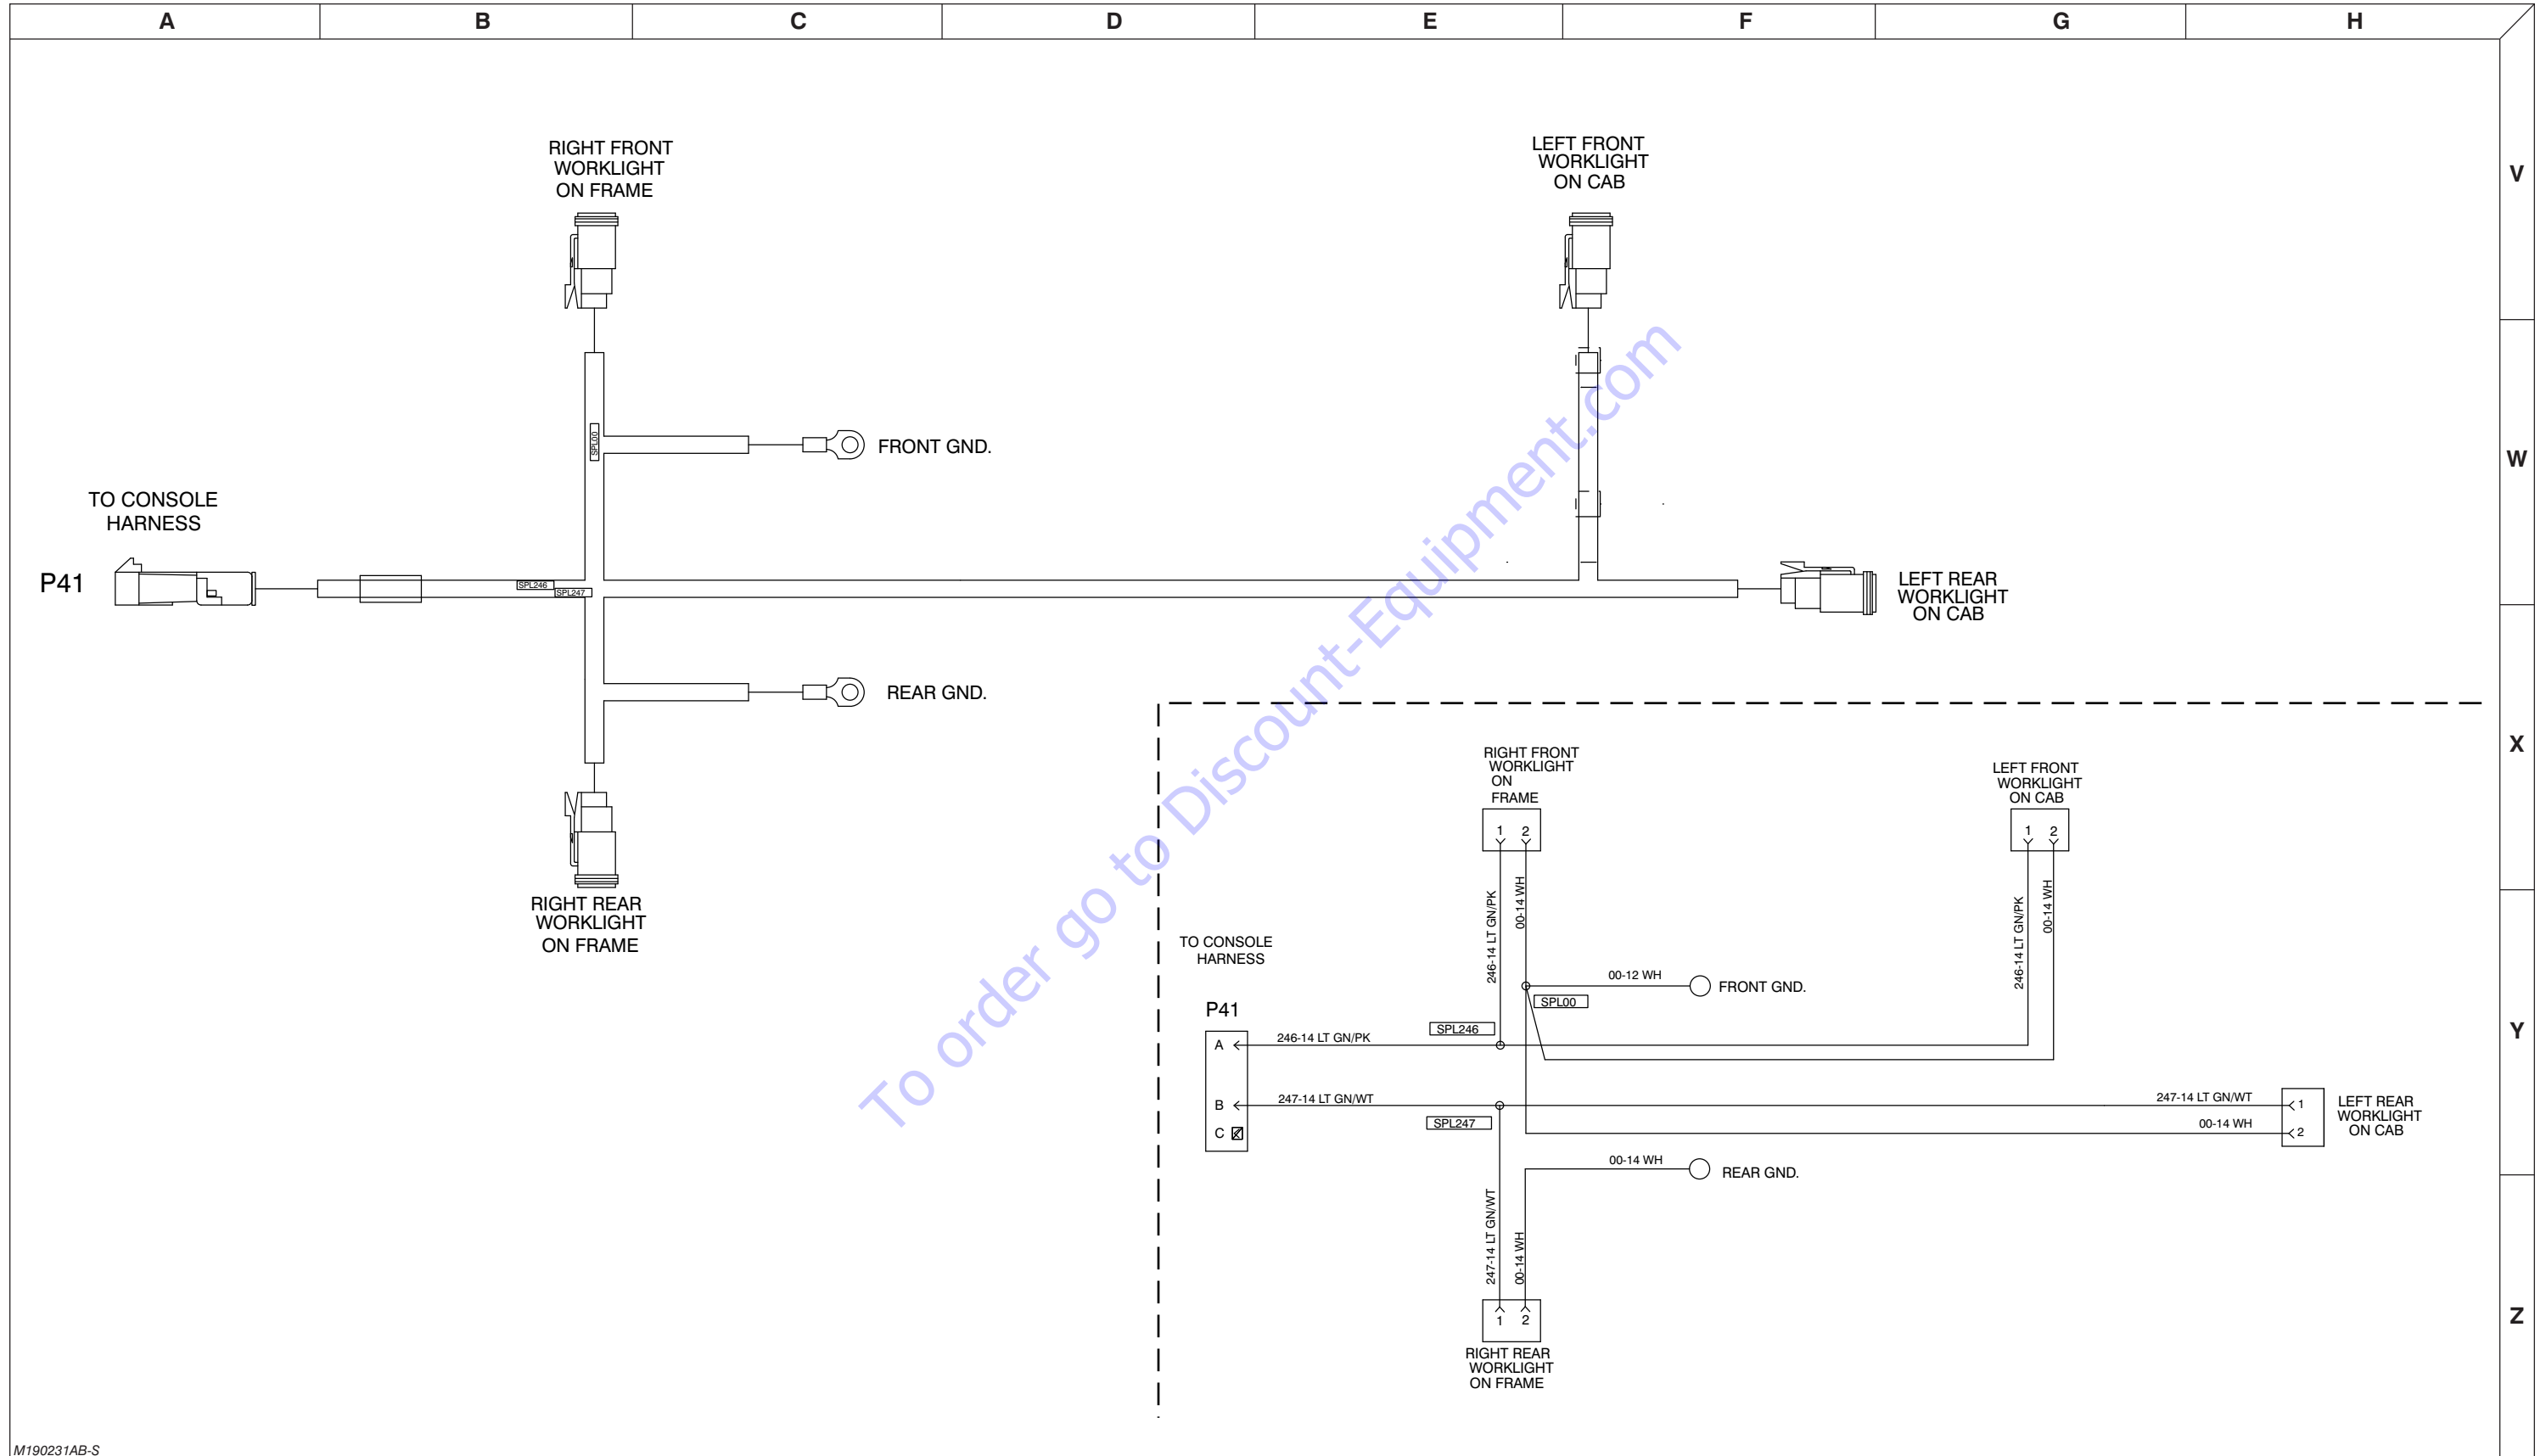 A B C D E F G H
V
W
X
Y
Z
RIGHT FRONT
WORKLIGHT
ON FRAME
LEFT FRONT
WORKLIGHT
ON CAB
SPL00
FRONT GND.
TO CONSOLE
HARNESS
P41
SPL246
SPL247
LEFT REAR
WORKLIGHT
ON CAB
REAR GND.
RIGHT REAR
WORKLIGHT
ON FRAME
RIGHT FRONT
WORKLIGHT
ON
FRAME
1 2
LEFT FRONT
WORKLIGHT
ON CAB
1 2
246-14 LT GN/PK
00-14 WH
246-14 LT GN/PK
00-14 WH
TO CONSOLE
HARNESS
P41
00-12 WH
FRONT GND.
SPL00
SPL246
A
246-14 LT GN/PK
B
247-14 LT GN/WT
C
SPL247
247-14 LT GN/WT
00-14 WH
1
2
LEFT REAR
WORKLIGHT
ON CAB
00-14 WH
REAR GND.
247-14 LT GN/WT
00-14 WH
1 2
RIGHT REAR
WORKLIGHT
ON FRAME
To order go to Discount-Equipment.com
M190231AB-S